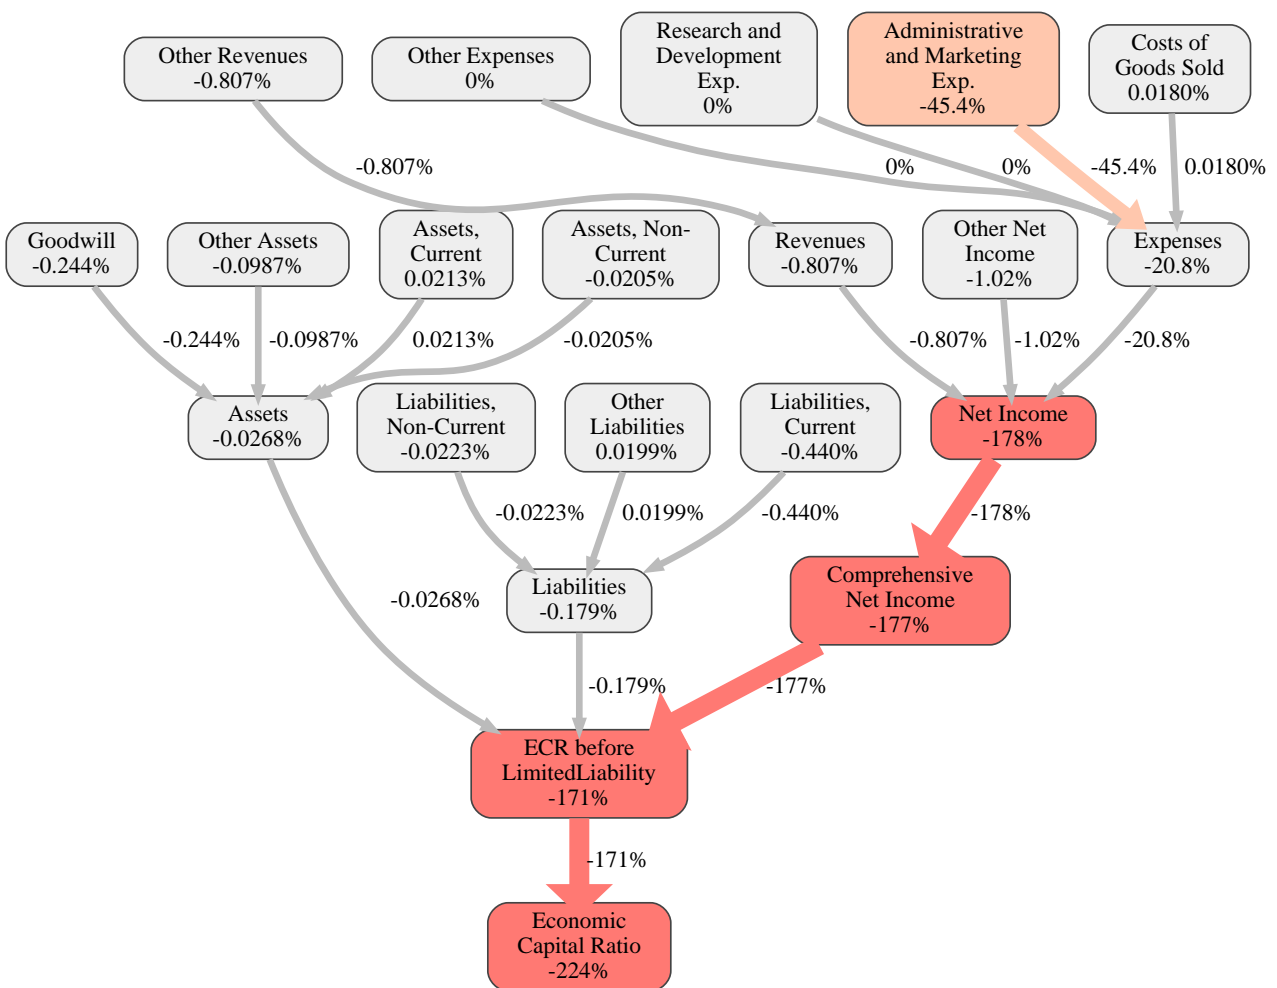 Other Revenues
-0.807%
Other Expenses
0%
Research and
Development
Exp.
0%
Administrative
and Marketing
Exp.
-45.4%
Costs of
Goods Sold
0.0180%
-0.807%
0%
0%
-45.4%
0.0180%
Goodwill
-0.244%
Other Assets
-0.0987%
Assets,
Current
0.0213%
Assets, Non-
Current
-0.0205%
Revenues
-0.807%
Other Net
Income
-1.02%
Expenses
-20.8%
-0.244%
-0.0987%
0.0213%
-0.0205%
-0.807%
-1.02%
-20.8%
Assets
-0.0268%
Liabilities,
Non-Current
-0.0223%
Other
Liabilities
0.0199%
Liabilities,
Current
-0.440%
Net Income
-178%
-0.0223%
0.0199%
-0.440%
-178%
-0.0268%
Liabilities
-0.179%
Comprehensive
Net Income
-177%
-0.179%
-177%
ECR before
LimitedLiability
-171%
-171%
Economic
Capital Ratio
-224%